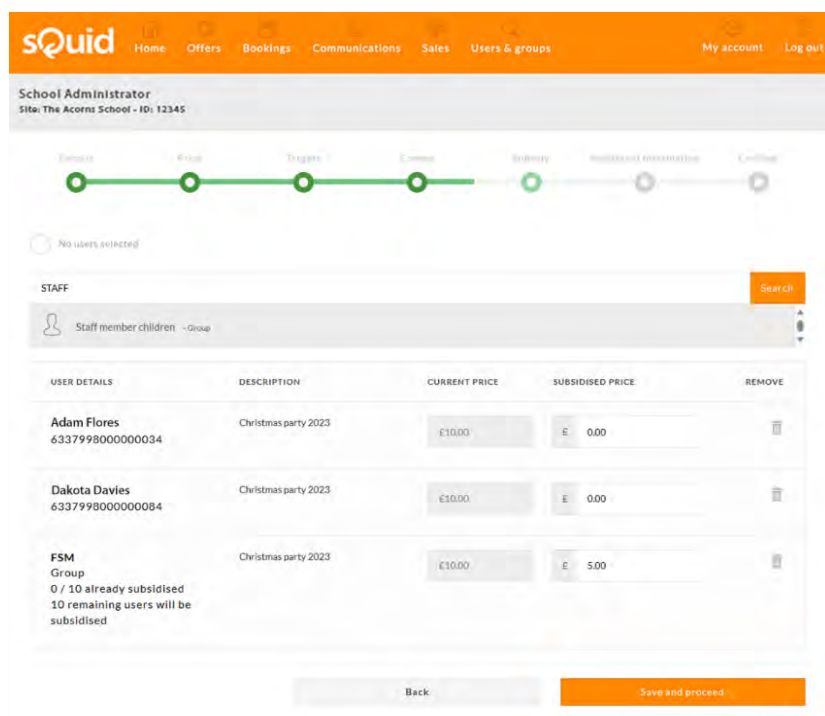 sQuid
Home Offers Bookings Communications Sales Users & groups My account Log out
School Administrator
Site: The Acorns School - ID: 12345
No users selected
STAFF Search
Staff member children - Group
USER DETAILS DESCRIPTION CURRENT PRICE SUBSIDISED PRICE REMOVE
Adam Flores Christmas party 2023 £10.00 £ 0.00
6337998000000034
Dakota Davies Christmas party 2023 £10.00 £ 0.00
6337998000000084
FSM Christmas party 2023 £10.00 £ 5.00
Group
0 / 10 already subsidised
10 remaining users will be
subsidised
Back Save and proceed